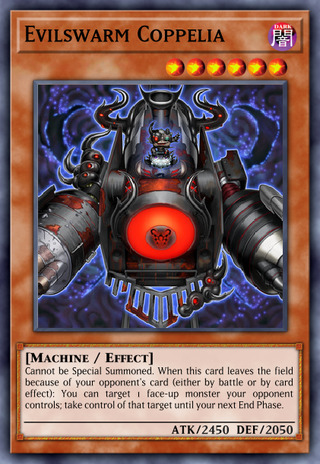 Evilswarm Coppelia
DARK
闇
[Machine / Effect]
Cannot be Special Summoned. When this card leaves the field
because of your opponent's card (either by battle or by card
effect): You can target 1 face-up monster your opponent
controls; take control of that target until your next End Phase.
ATK/2450 DEF/2050